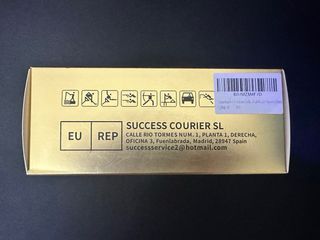 EU REP
SUCCESS COURIER SL
CALLE RIO TORMES NUM. 1, PLANTA 1, DERECHA,
OFICINA 3, Fuenlabrada, Madrid, 28947 Spain
successservice2@hotmail.com